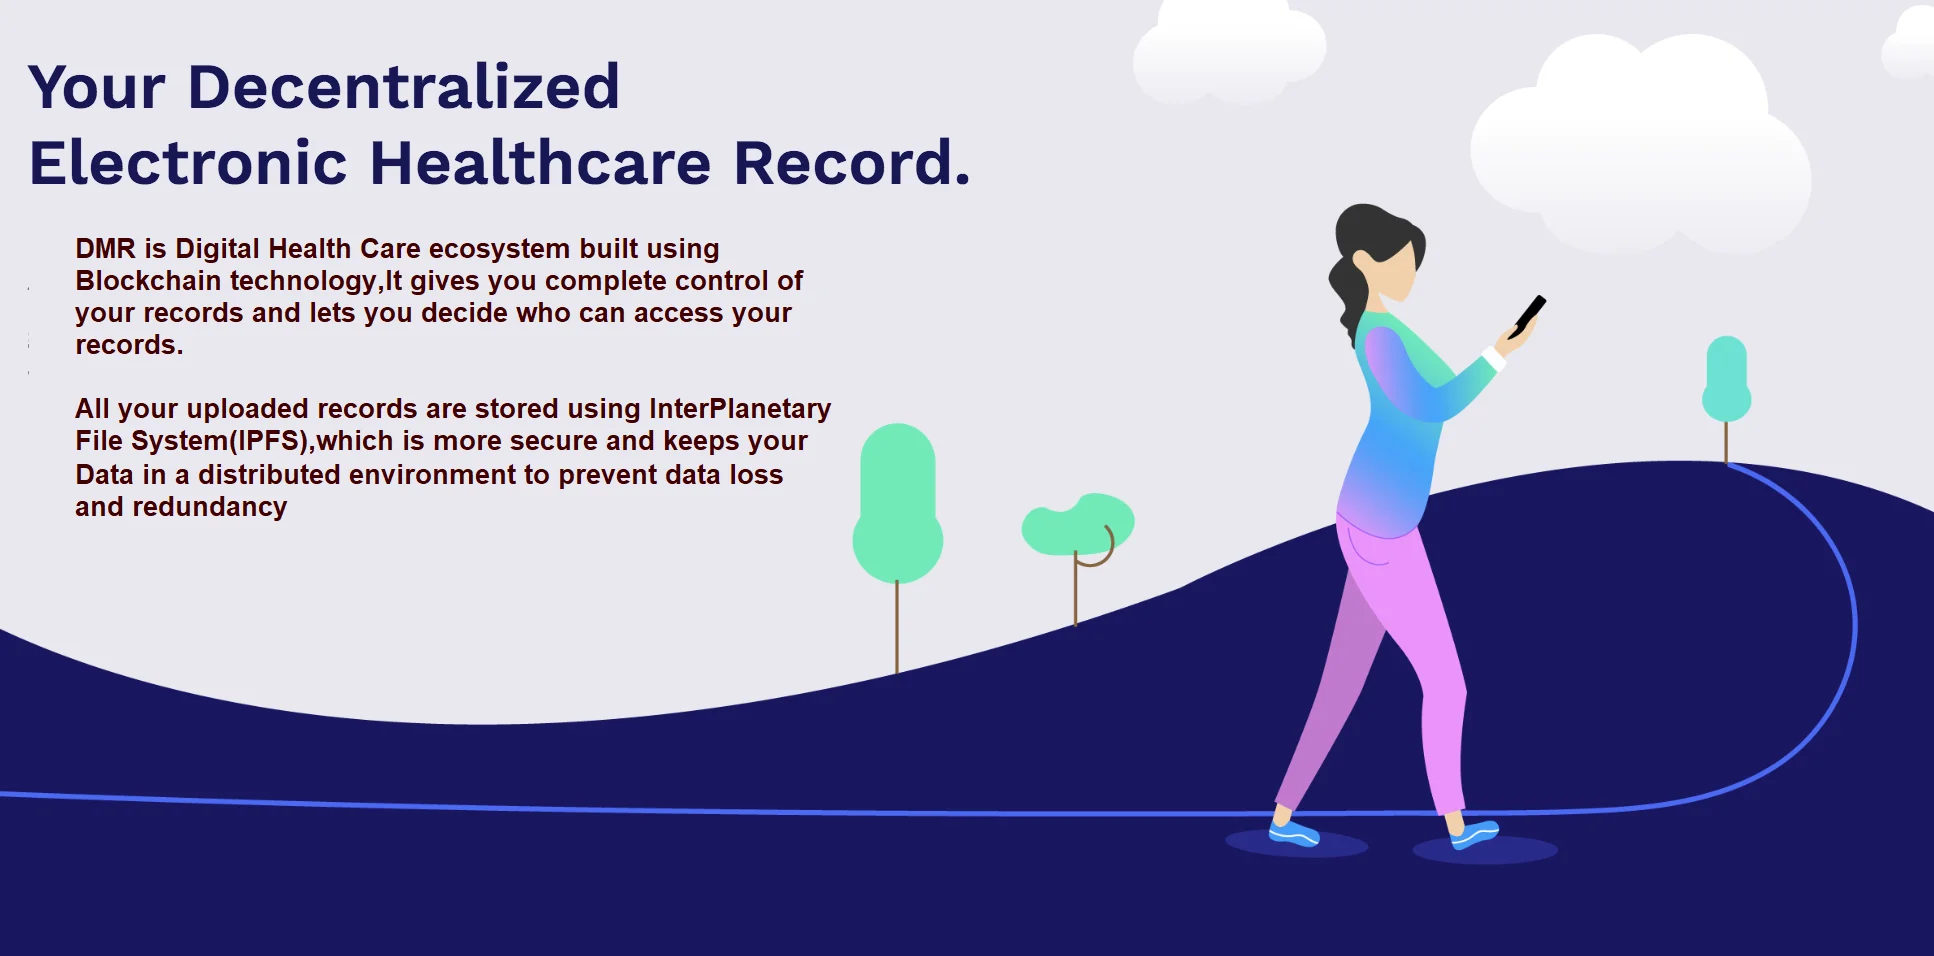 Your Decentralized
Electronic Healthcare Record.
DMR is Digital Health Care ecosystem built using
Blockchain technology,It gives you complete control of
your records and lets you decide who can access your
records.
All your uploaded records are stored using InterPlanetary
File System(IPFS),which is more secure and keeps your
Data in a distributed environment to prevent data loss
and redundancy